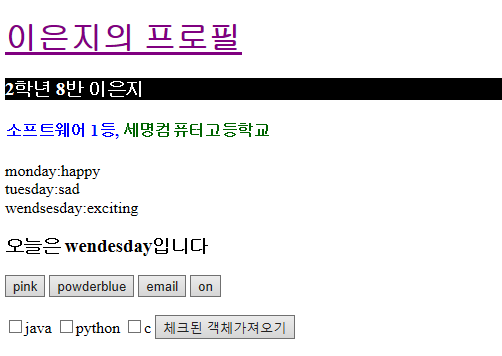 이은지의 프로필
2학년 8반 이은지
소프트웨어 1등, 세명컴퓨터고등학교
monday:happy
tuesday:sad
wendsesday:exciting
오늘은 wendesday입니다
pink powderblue email on
java python c 체크된 객체가져오기